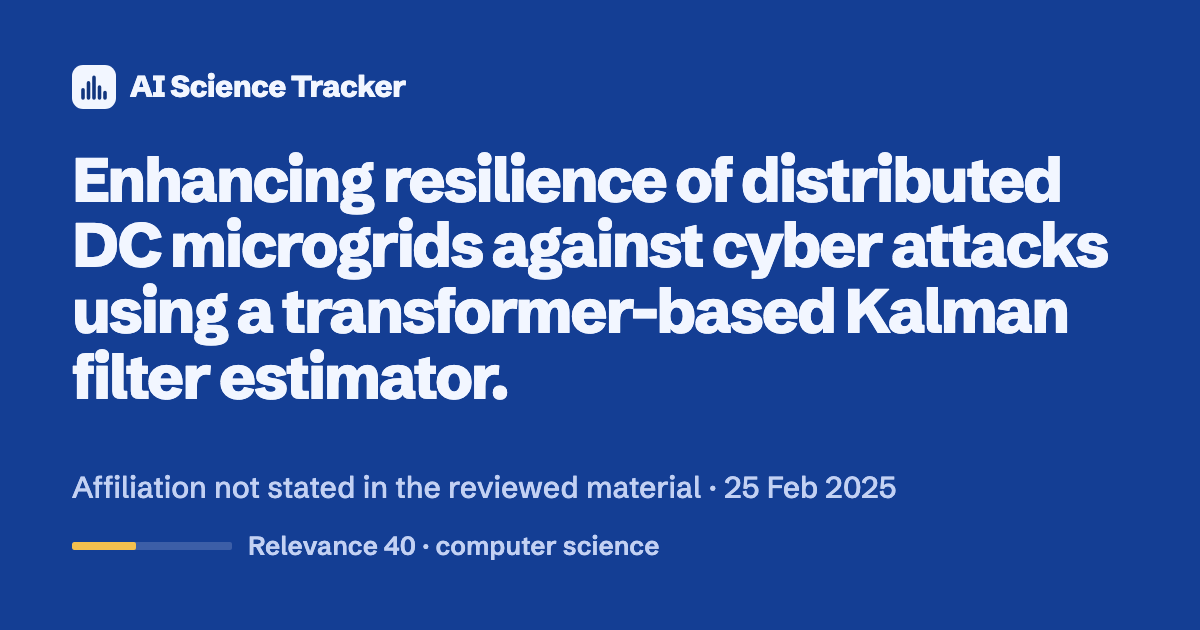 AI Science Tracker
Enhancing resilience of distributed
DC microgrids against cyber attacks
using a transformer-based Kalman
filter estimator.
Affiliation not stated in the reviewed material · 25 Feb 2025
Relevance 40 · computer science